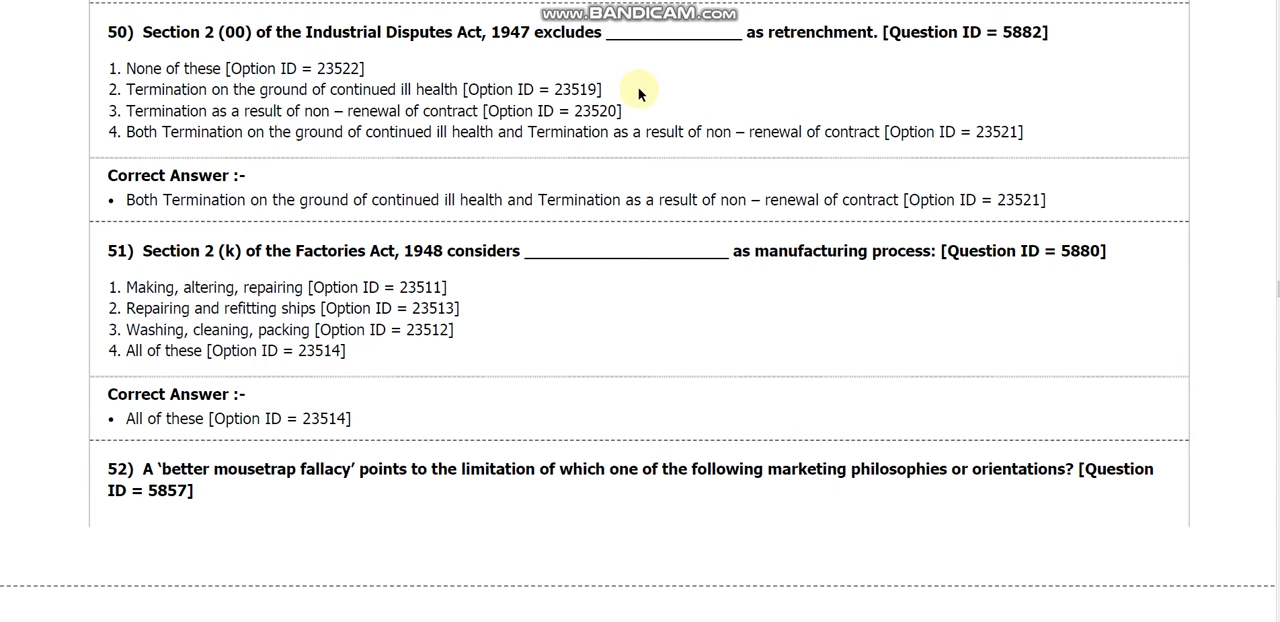 www.BANDICAM.com
50) Section 2 (00) of the Industrial Disputes Act, 1947 excludes _______________ as retrenchment. [Question ID = 5882]
1. None of these [Option ID = 23522]
2. Termination on the ground of continued ill health [Option ID = 23519]
3. Termination as a result of non – renewal of contract [Option ID = 23520]
4. Both Termination on the ground of continued ill health and Termination as a result of non – renewal of contract [Option ID = 23521]
Correct Answer :-
• Both Termination on the ground of continued ill health and Termination as a result of non – renewal of contract [Option ID = 23521]
51) Section 2 (k) of the Factories Act, 1948 considers ______________________ as manufacturing process: [Question ID = 5880]
1. Making, altering, repairing [Option ID = 23511]
2. Repairing and refitting ships [Option ID = 23513]
3. Washing, cleaning, packing [Option ID = 23512]
4. All of these [Option ID = 23514]
Correct Answer :-
• All of these [Option ID = 23514]
52) A ‘better mousetrap fallacy’ points to the limitation of which one of the following marketing philosophies or orientations? [Question
ID = 5857]